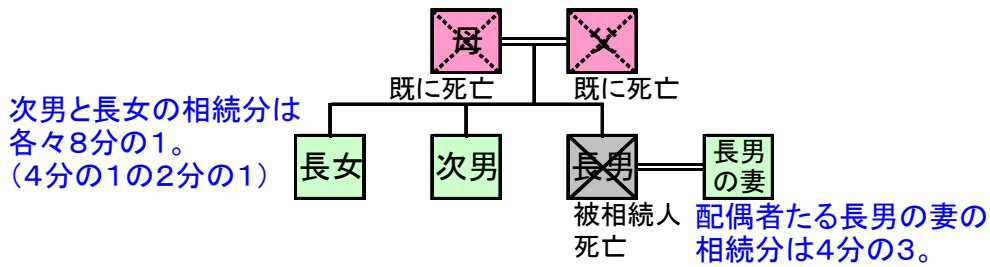 母
父
既に死亡
既に死亡
次男と長女の相続分は
各々8分の1。
（4分の1の2分の1）
長女
次男
長男
長男
の妻
被相続人
死亡
配偶者たる長男の妻の
相続分は4分の3。